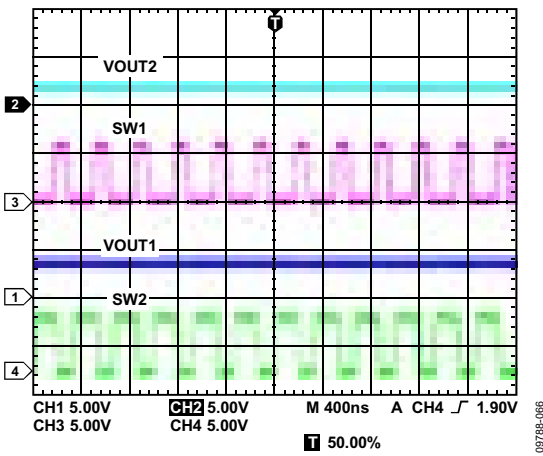 T
VOUT2
2
SW1
3
VOUT1
1
SW2
4
CH1 5.00V CH2 5.00V M 400ns A CH4 1.90V
CH3 5.00V CH4 5.00V
T 50.00%
09788-066